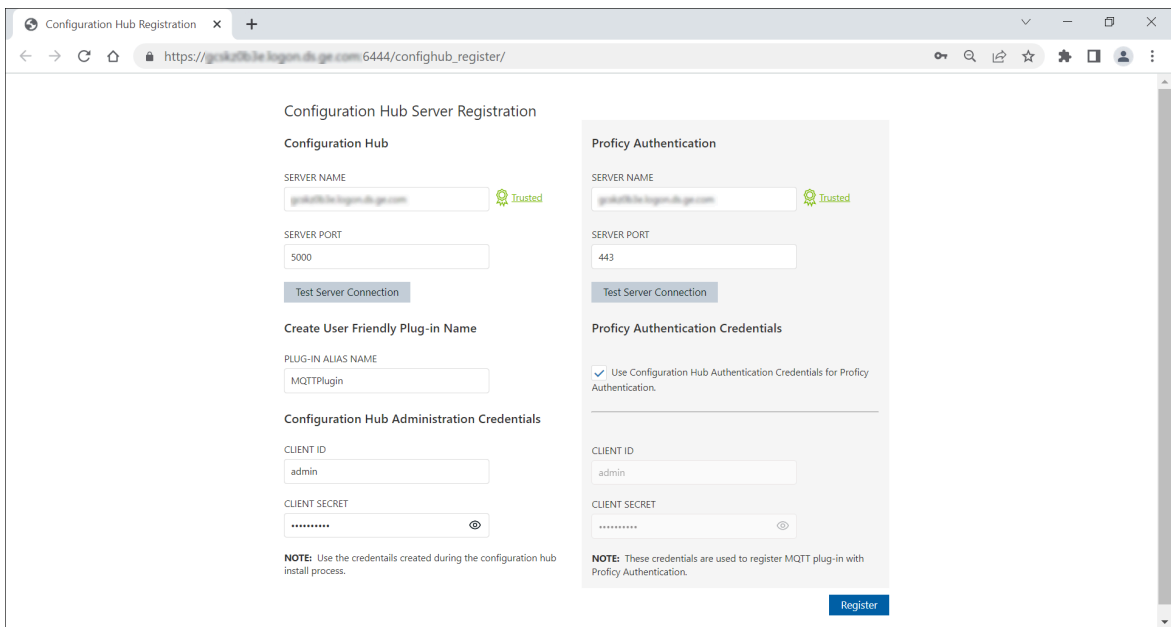 Configuration Hub Registration
https:// :6444/confighub_register/
Configuration Hub Server Registration
Configuration Hub
SERVER NAME
Trusted
SERVER PORT
5000
Test Server Connection
Create User Friendly Plug-in Name
PLUG-IN ALIAS NAME
MQTTPlugin
Configuration Hub Administration Credentials
CLIENT ID
admin
CLIENT SECRET
••••••••••
NOTE: Use the credentails created during the configuration hub
install process.
Proficy Authentication
SERVER NAME
Trusted
SERVER PORT
443
Test Server Connection
Proficy Authentication Credentials
Use Configuration Hub Authentication Credentials for Proficy
Authentication.
CLIENT ID
admin
CLIENT SECRET
••••••••••
NOTE: These credentials are used to register MQTT plug-in with
Proficy Authentication.
Register